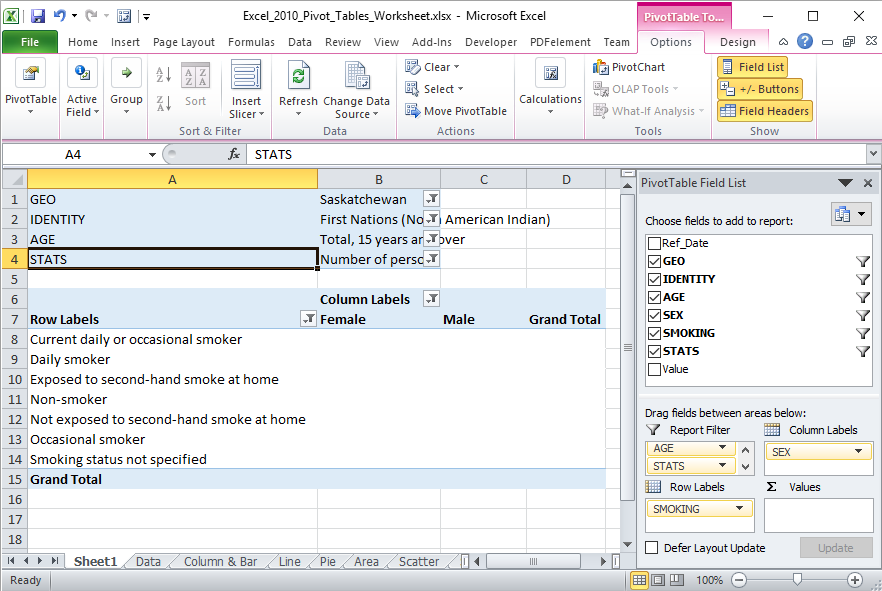 Excel_2010_Pivot_Tables_Worksheet.xlsx - Microsoft Excel PivotTable To...
File Home Insert Page Layout Formulas Data Review View Add-Ins Developer PDFelement Team Options Design
PivotTable
Active Field
Group
Sort
Insert Slicer
Sort & Filter
Refresh
Change Data Source
Data
Clear
Select
Move PivotTable
Actions
Calculations
PivotChart
OLAP Tools
What-If Analysis
Tools
Field List
+/- Buttons
Field Headers
Show
A4 fx STATS
A B C D
1 GEO Saskatchewan
2 IDENTITY First Nations (No American Indian)
3 AGE Total, 15 years an over
4 STATS Number of perso
5
6 Column Labels
7 Row Labels Female Male Grand Total
8 Current daily or occasional smoker
9 Daily smoker
10 Exposed to second-hand smoke at home
11 Non-smoker
12 Not exposed to second-hand smoke at home
13 Occasional smoker
14 Smoking status not specified
15 Grand Total
16
17
18
PivotTable Field List
Choose fields to add to report:
Ref_Date
GEO
IDENTITY
AGE
SEX
SMOKING
STATS
Value
Drag fields between areas below:
Report Filter Column Labels
AGE SEX
STATS
Row Labels Σ Values
SMOKING
Defer Layout Update Update
Sheet1 Data Column & Bar Line Pie Area Scatter
Ready 100%